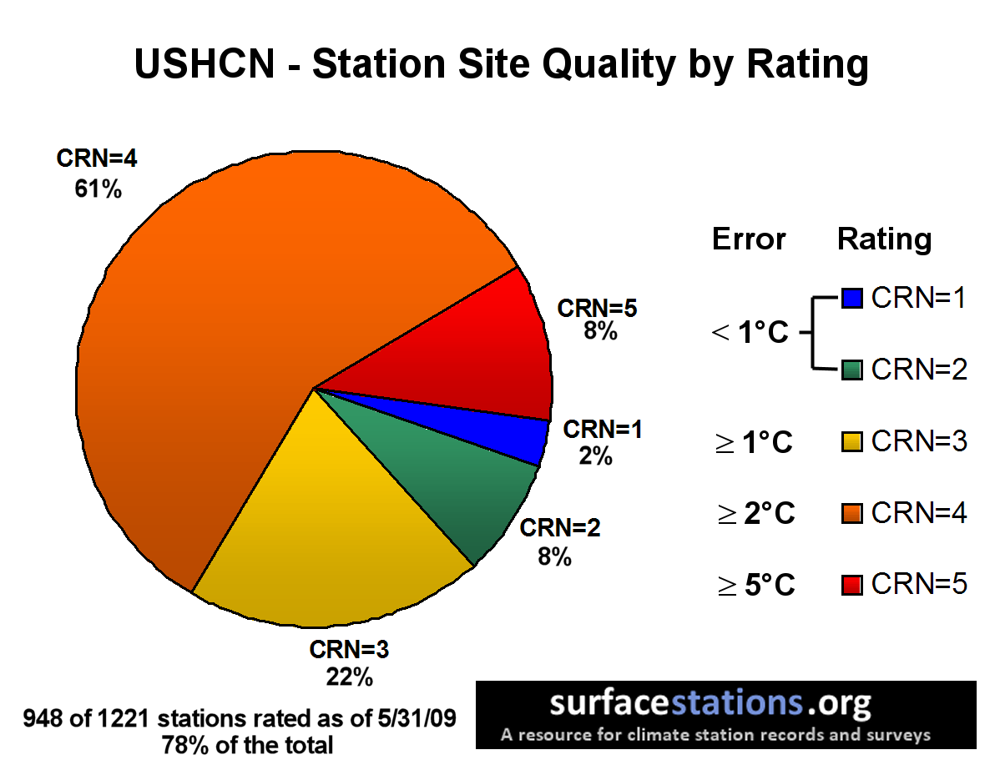 USHCN - Station Site Quality by Rating
CRN=4
61%
CRN=5
8%
CRN=1
2%
CRN=2
8%
CRN=3
22%
Error Rating
< 1°C CRN=1
CRN=2
≥ 1°C CRN=3
≥ 2°C CRN=4
≥ 5°C CRN=5
948 of 1221 stations rated as of 5/31/09
78% of the total
surfacestations.org
A resource for climate station records and surveys